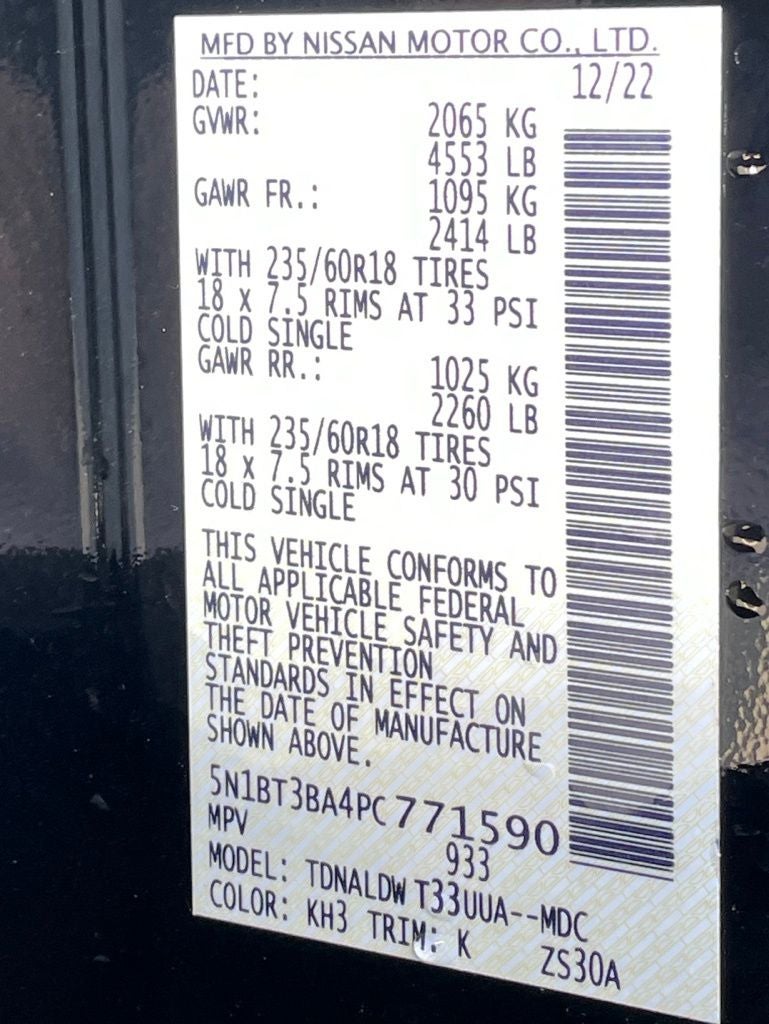 MFD BY NISSAN MOTOR CO., LTD.
DATE: 12/22
GVWR: 2065 KG
4553 LB
GAWR FR.: 1095 KG
2414 LB
WITH 235/60R18 TIRES
18 x 7.5 RIMS AT 33 PSI
COLD SINGLE
GAWR RR.: 1025 KG
2260 LB
WITH 235/60R18 TIRES
18 x 7.5 RIMS AT 30 PSI
COLD SINGLE
THIS VEHICLE CONFORMS TO
ALL APPLICABLE FEDERAL
MOTOR VEHICLE SAFETY AND
THEFT PREVENTION
STANDARDS IN EFFECT ON
THE DATE OF MANUFACTURE
SHOWN ABOVE.
5N1BT3BA4PC771590
MPV 933
MODEL: TDNALDW T33UUA--MDC
COLOR: KH3 TRIM: K ZS30A